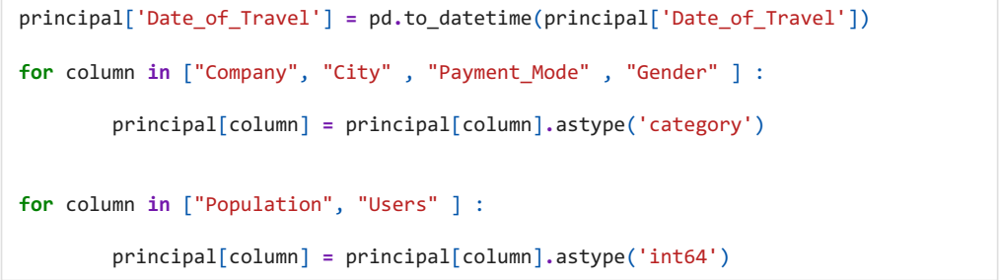 principal['Date_of_Travel'] = pd.to_datetime(principal['Date_of_Travel'])
for column in ["Company", "City" , "Payment_Mode" , "Gender" ] :
        principal[column] = principal[column].astype('category')
for column in ["Population", "Users" ] :
        principal[column] = principal[column].astype('int64')